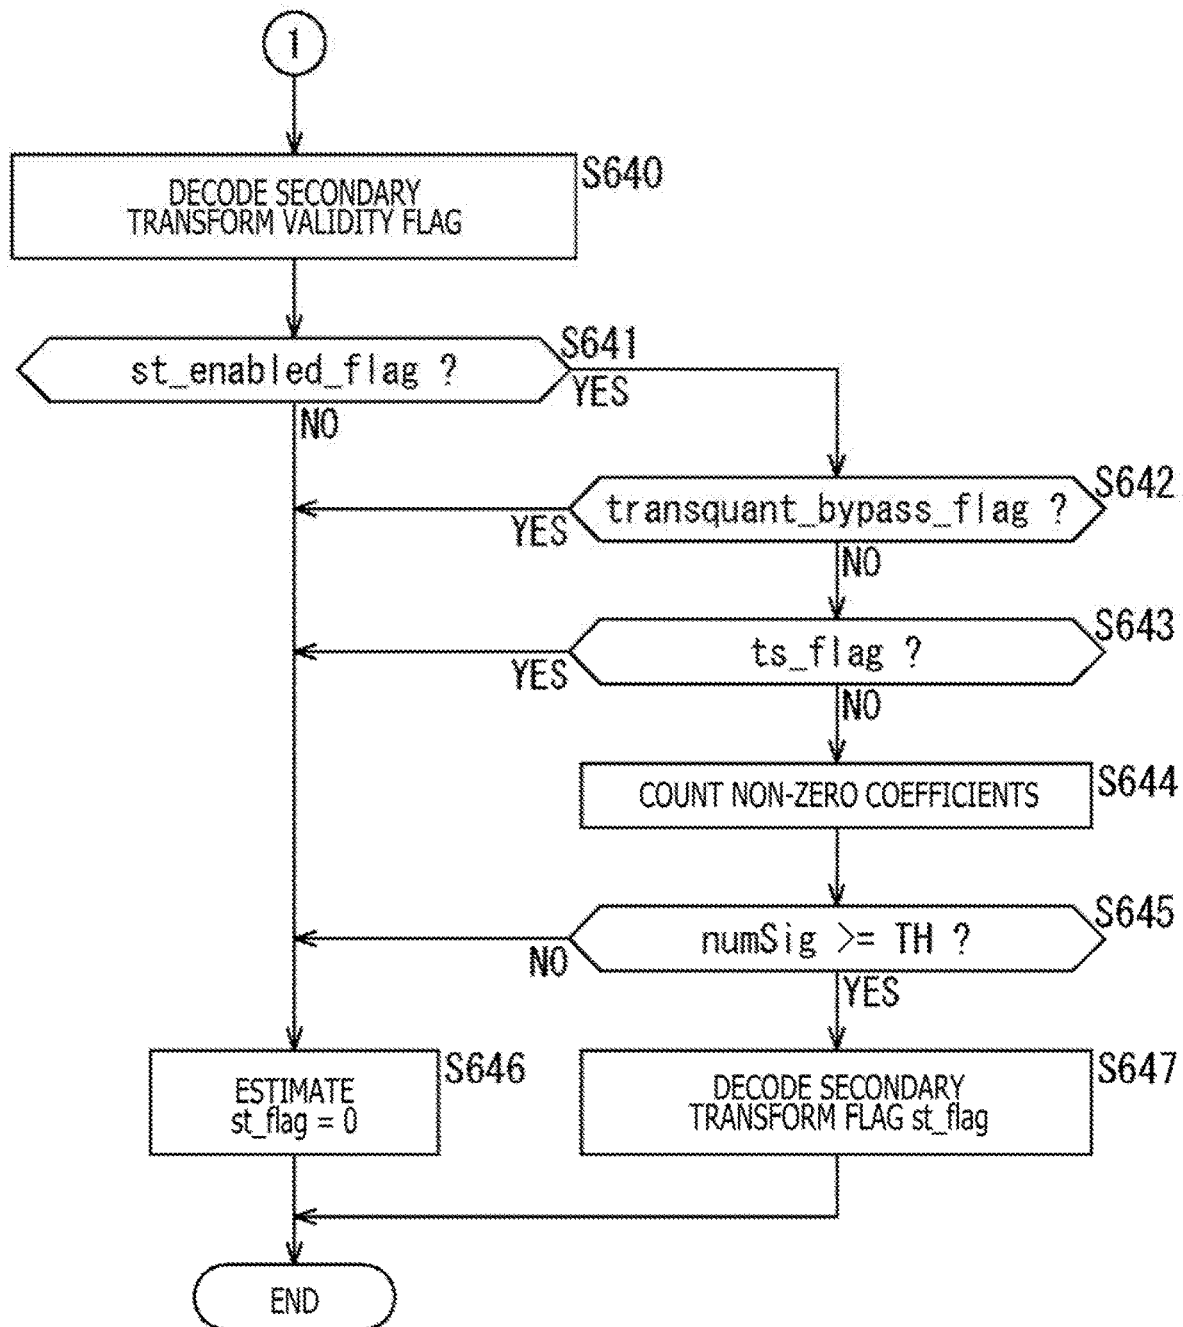 1
DECODE SECONDARY
TRANSFORM VALIDITY FLAG
S640
st_enabled_flag ?
S641
YES
NO
transquant_bypass_flag ?
S642
YES
NO
ts_flag ?
S643
YES
NO
COUNT NON-ZERO COEFFICIENTS
S644
numSig >= TH ?
S645
NO
YES
ESTIMATE
st_flag = 0
S646
DECODE SECONDARY
TRANSFORM FLAG st_flag
S647
END